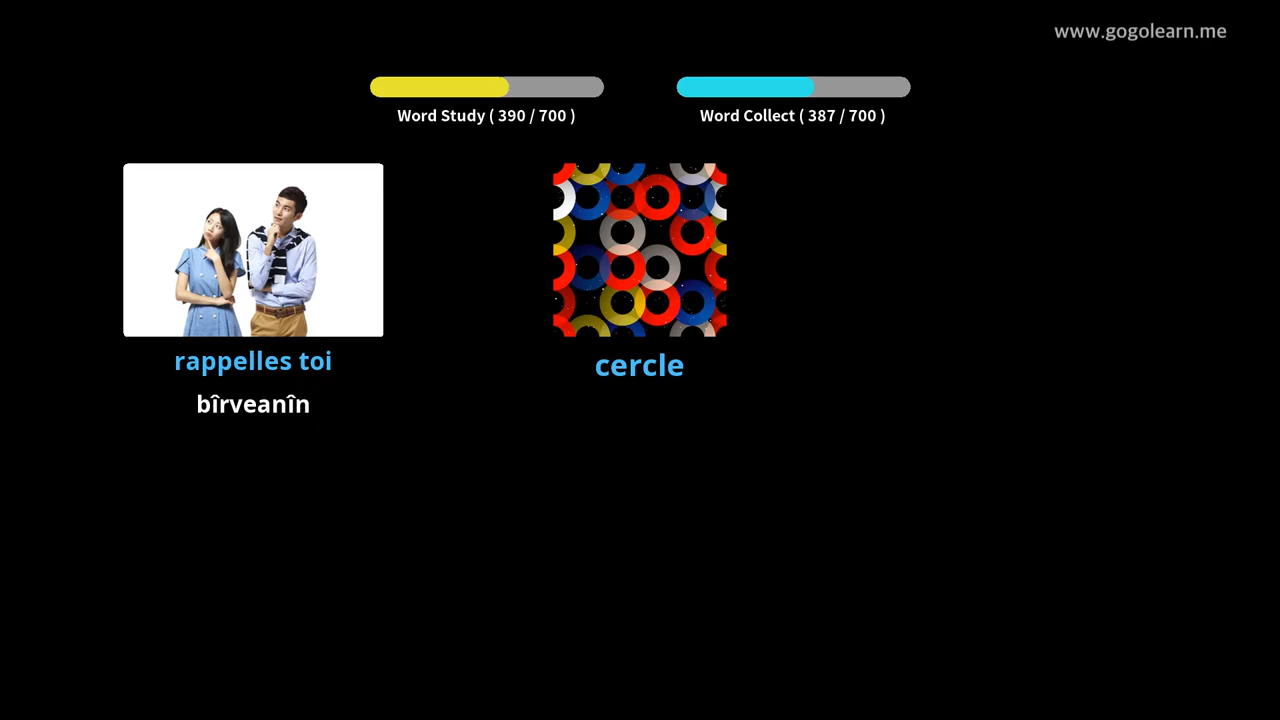 www.gogolearn.me
Word Study ( 390 / 700 )
Word Collect ( 387 / 700 )
rappelles toi
bîrveanîn
cercle